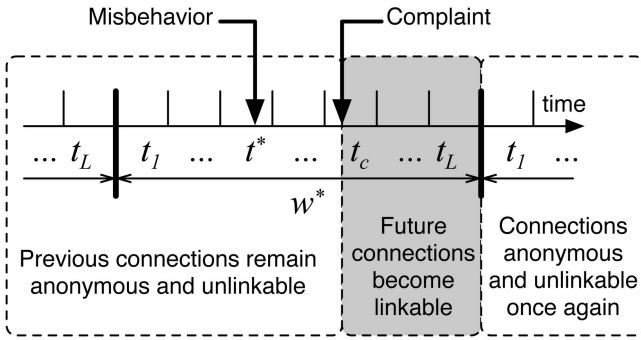 Misbehavior Complaint
time
... t_L t_1 ... t* ... t_c ... t_L t_1 ...
w*
Previous connections remain
anonymous and unlinkable
Future
connections
become
linkable
Connections
anonymous
and unlinkable
once again